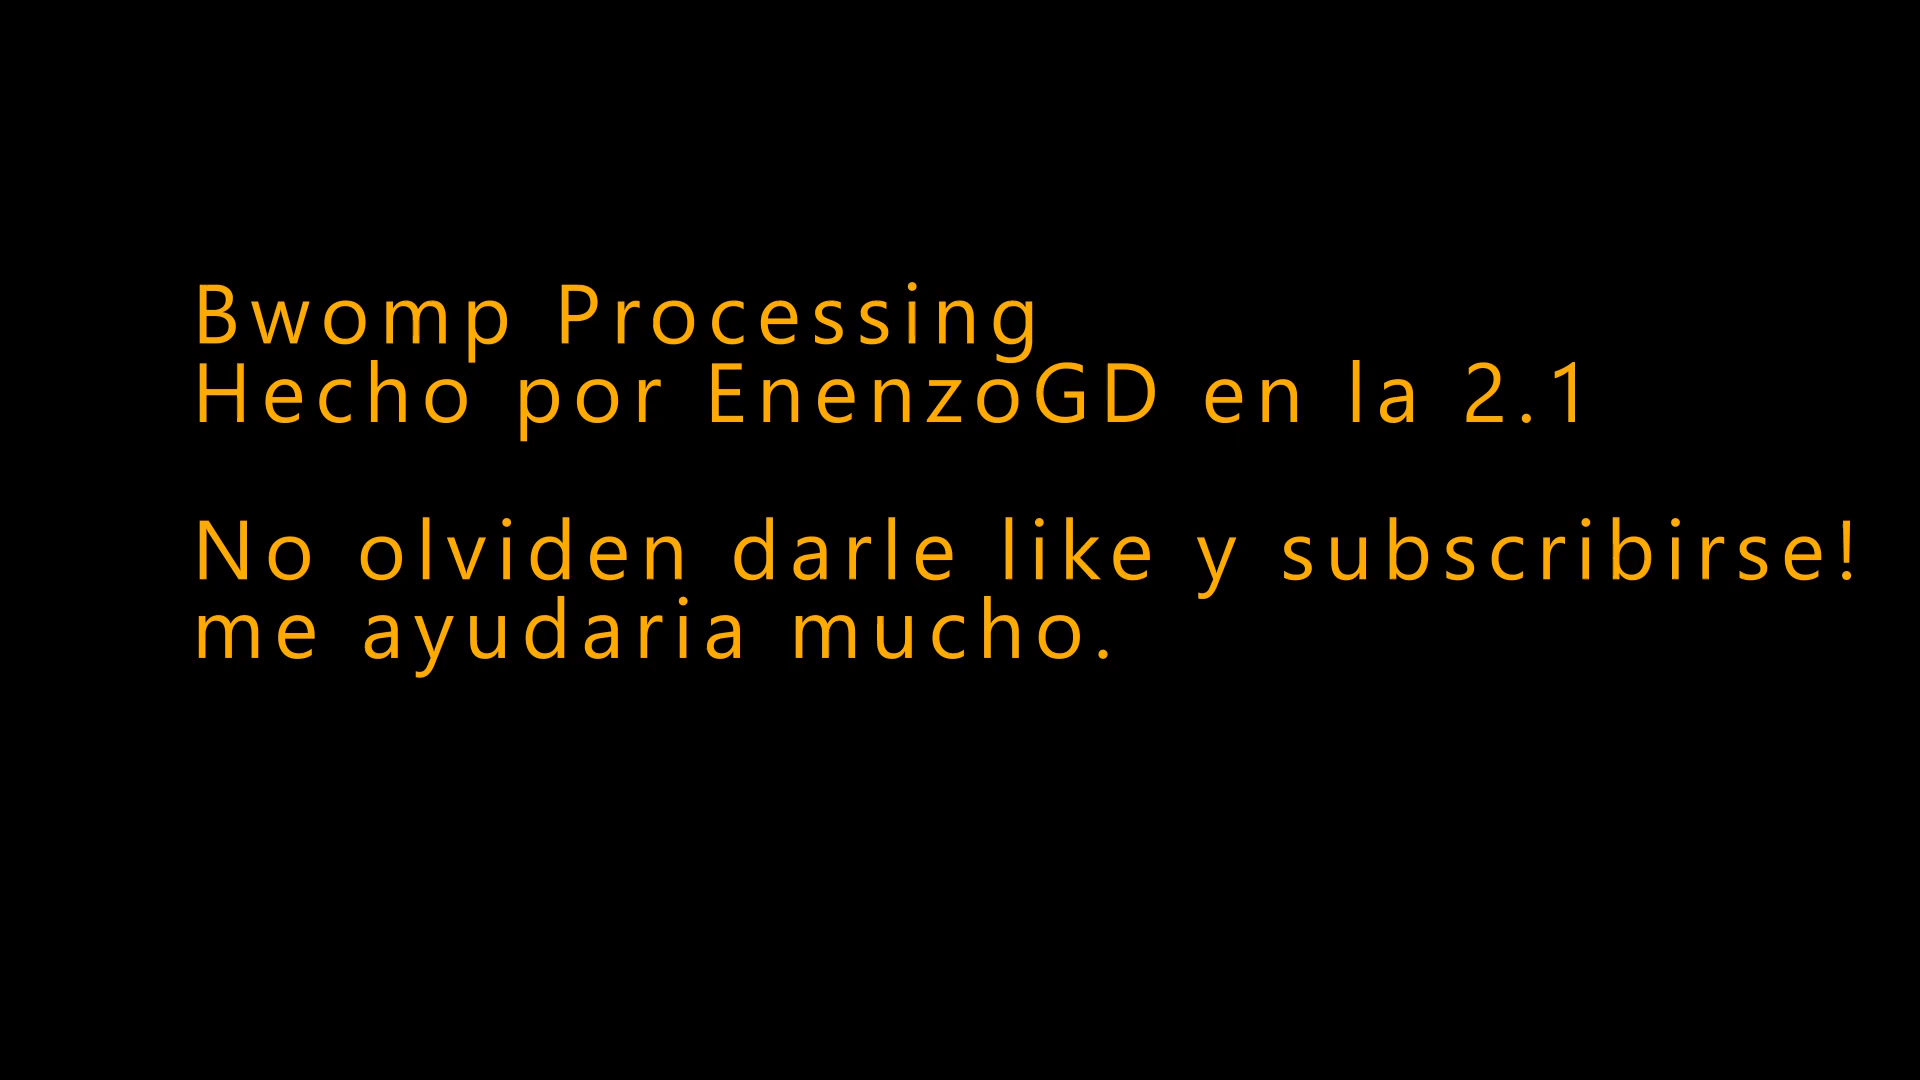 Bwomp Processing
Hecho por EnenzoGD en la 2.1
No olviden darle like y subscribirse!
me ayudaria mucho.